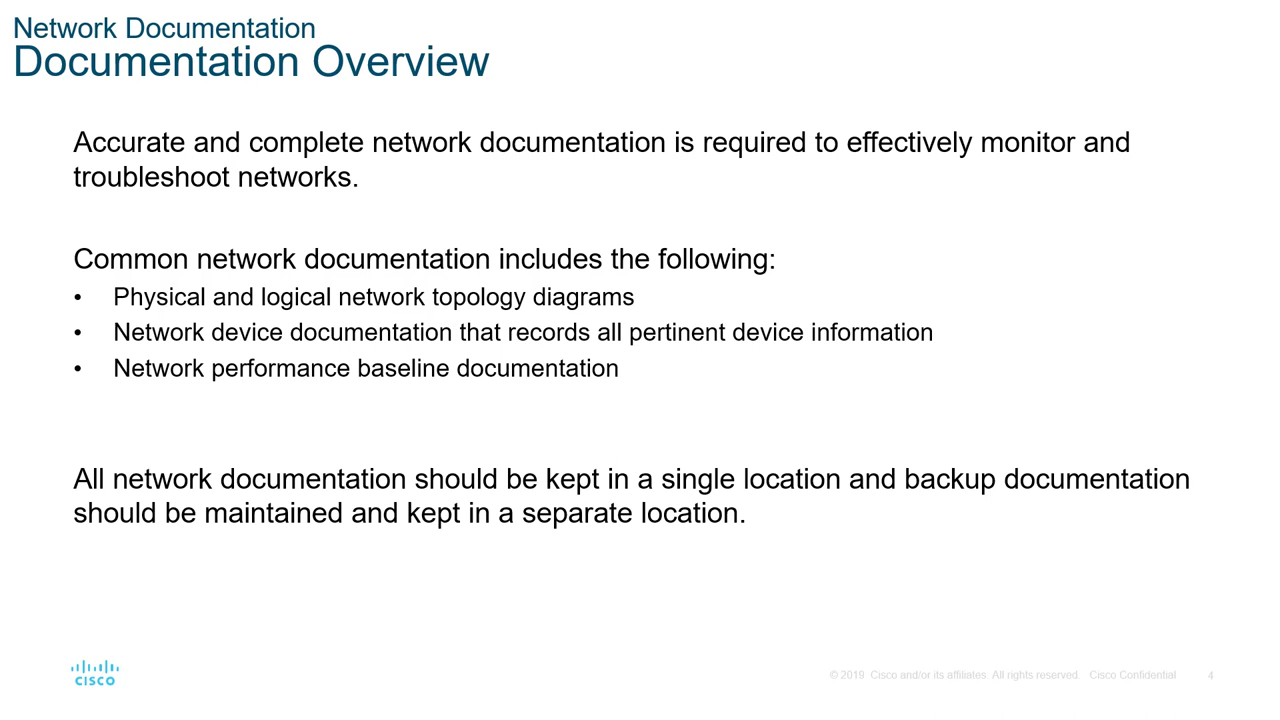 Network Documentation
Documentation Overview
Accurate and complete network documentation is required to effectively monitor and
troubleshoot networks.
Common network documentation includes the following:
• Physical and logical network topology diagrams
• Network device documentation that records all pertinent device information
• Network performance baseline documentation
All network documentation should be kept in a single location and backup documentation
should be maintained and kept in a separate location.
CISCO
© 2019 Cisco and/or its affiliates. All rights reserved. Cisco Confidential 4